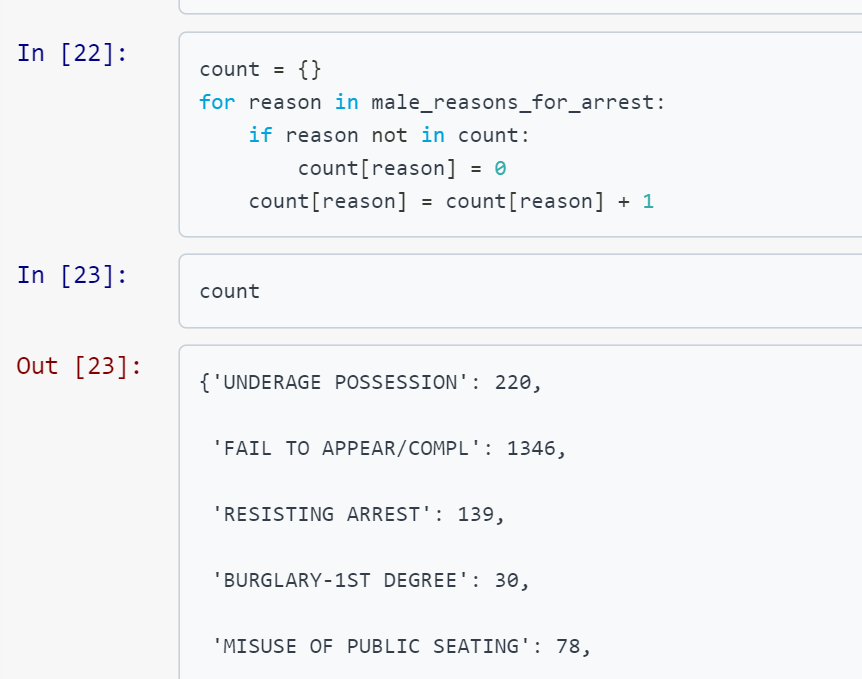 In [22]:
count = {}
for reason in male_reasons_for_arrest:
    if reason not in count:
        count[reason] = 0
    count[reason] = count[reason] + 1
In [23]:
count
Out [23]:
{'UNDERAGE POSSESSION': 220,
 'FAIL TO APPEAR/COMPL': 1346,
 'RESISTING ARREST': 139,
 'BURGLARY-1ST DEGREE': 30,
 'MISUSE OF PUBLIC SEATING': 78,